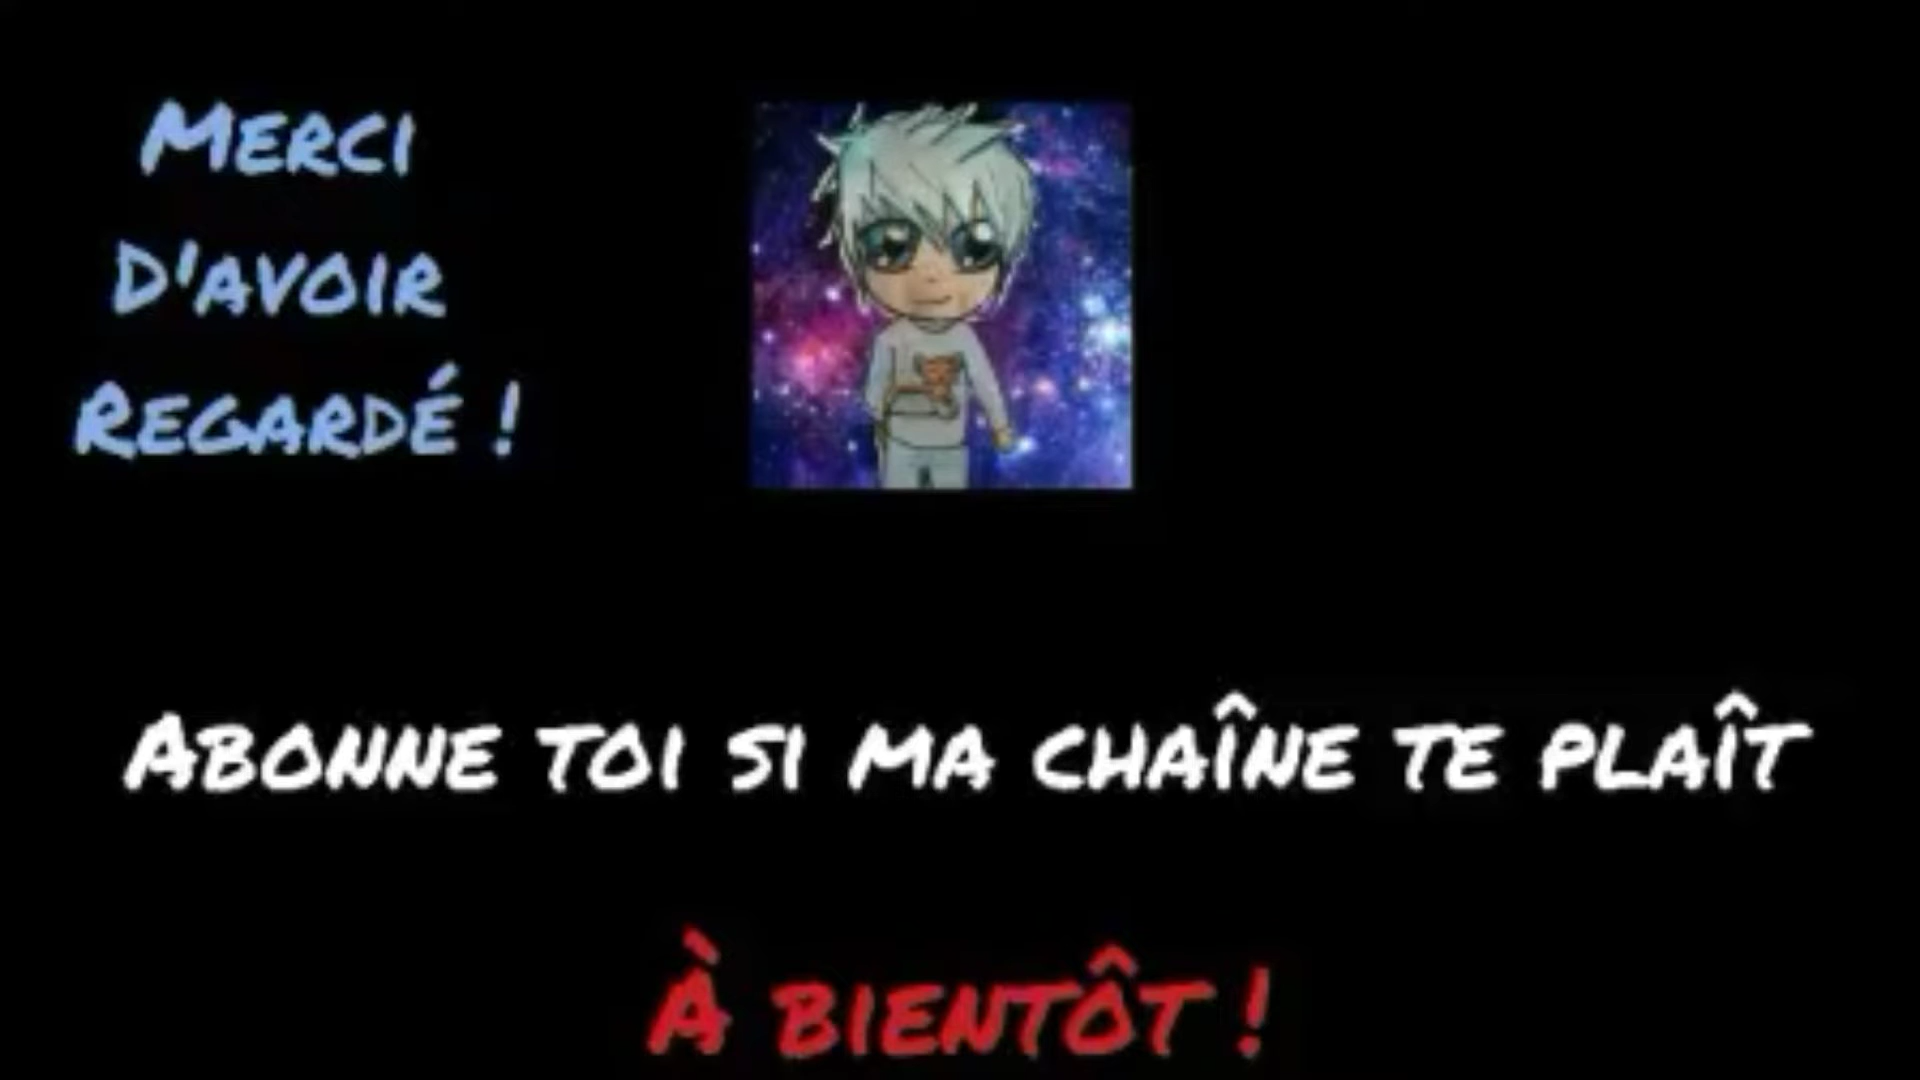 Merci
d'avoir
Regardé !
Abonne toi si ma chaîne te plaît
À bientôt !